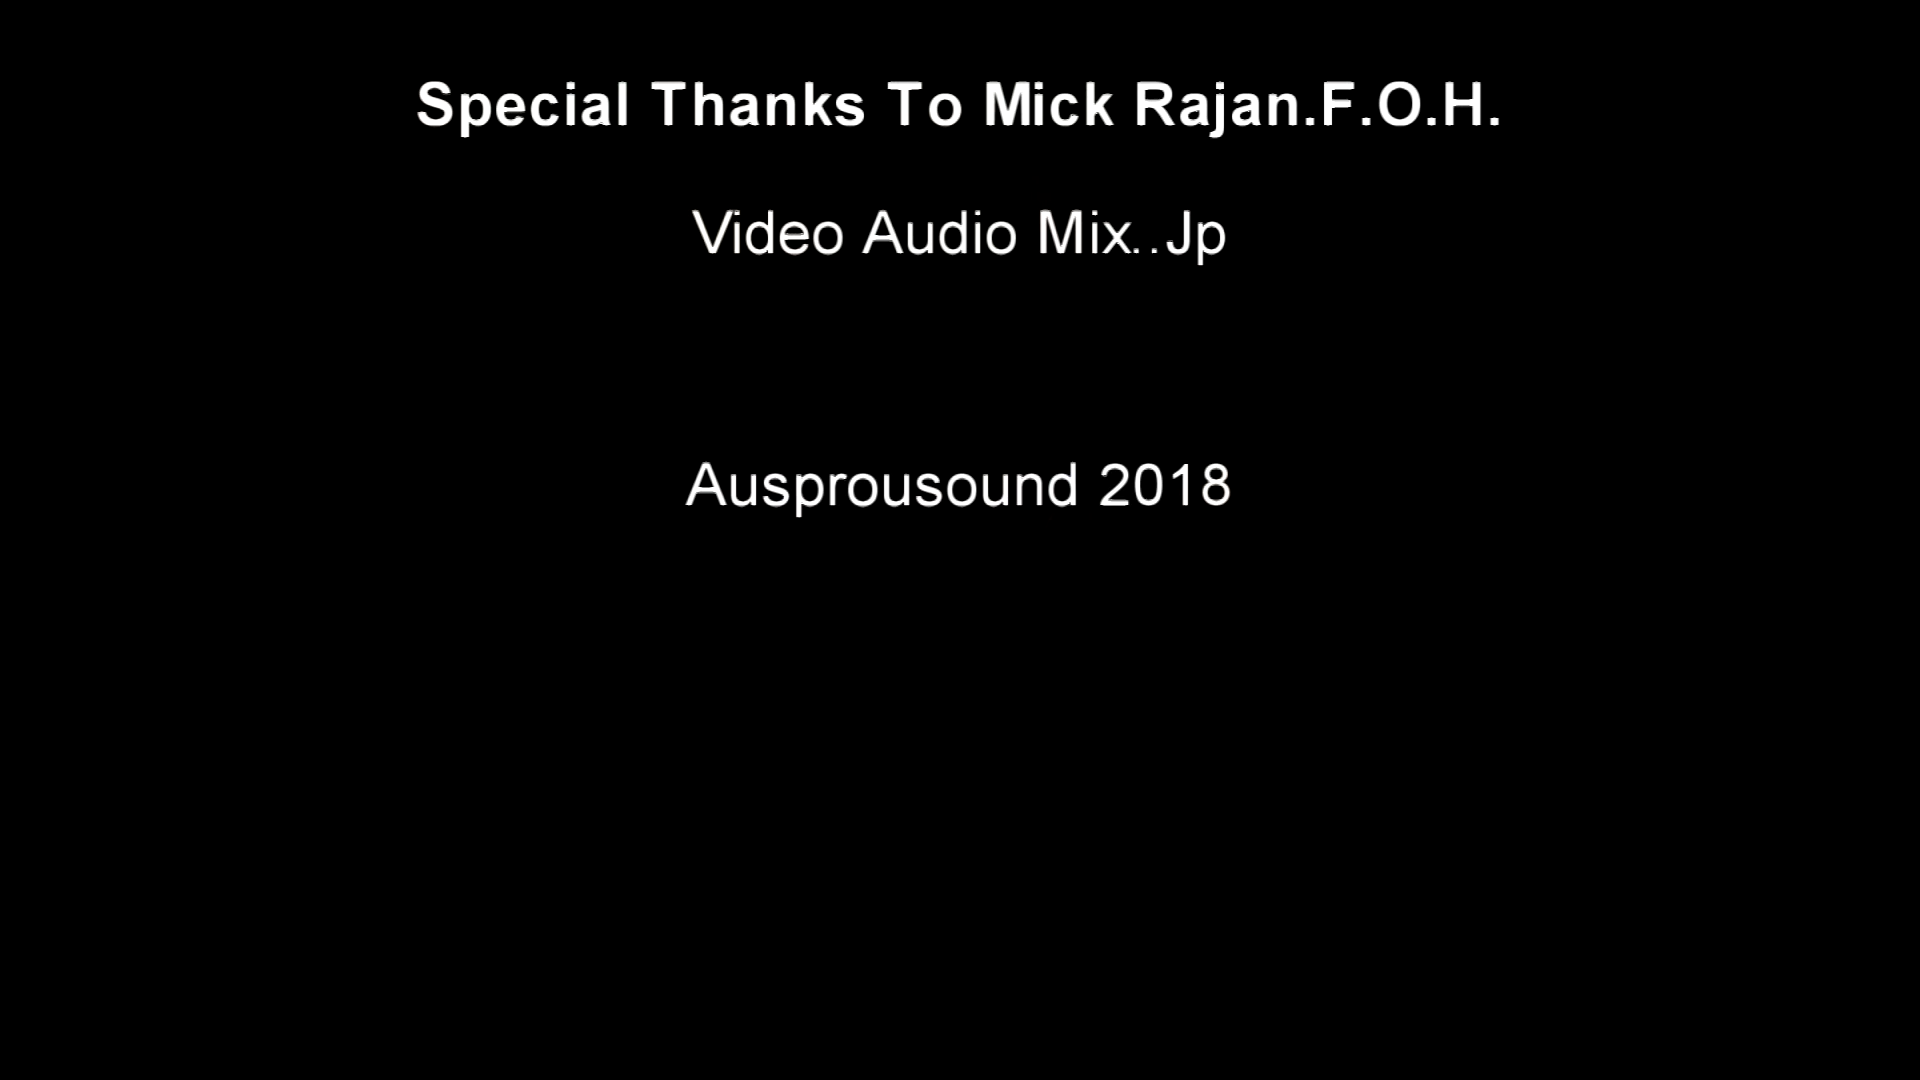 Special Thanks To Mick Rajan.F.O.H.
Video Audio Mix..Jp
Ausprousound 2018